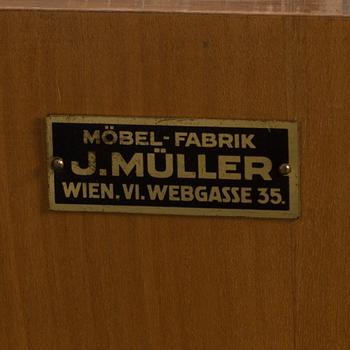 MÖBEL-FABRIK
J. MÜLLER
WIEN. VI. WEBGASSE 35.